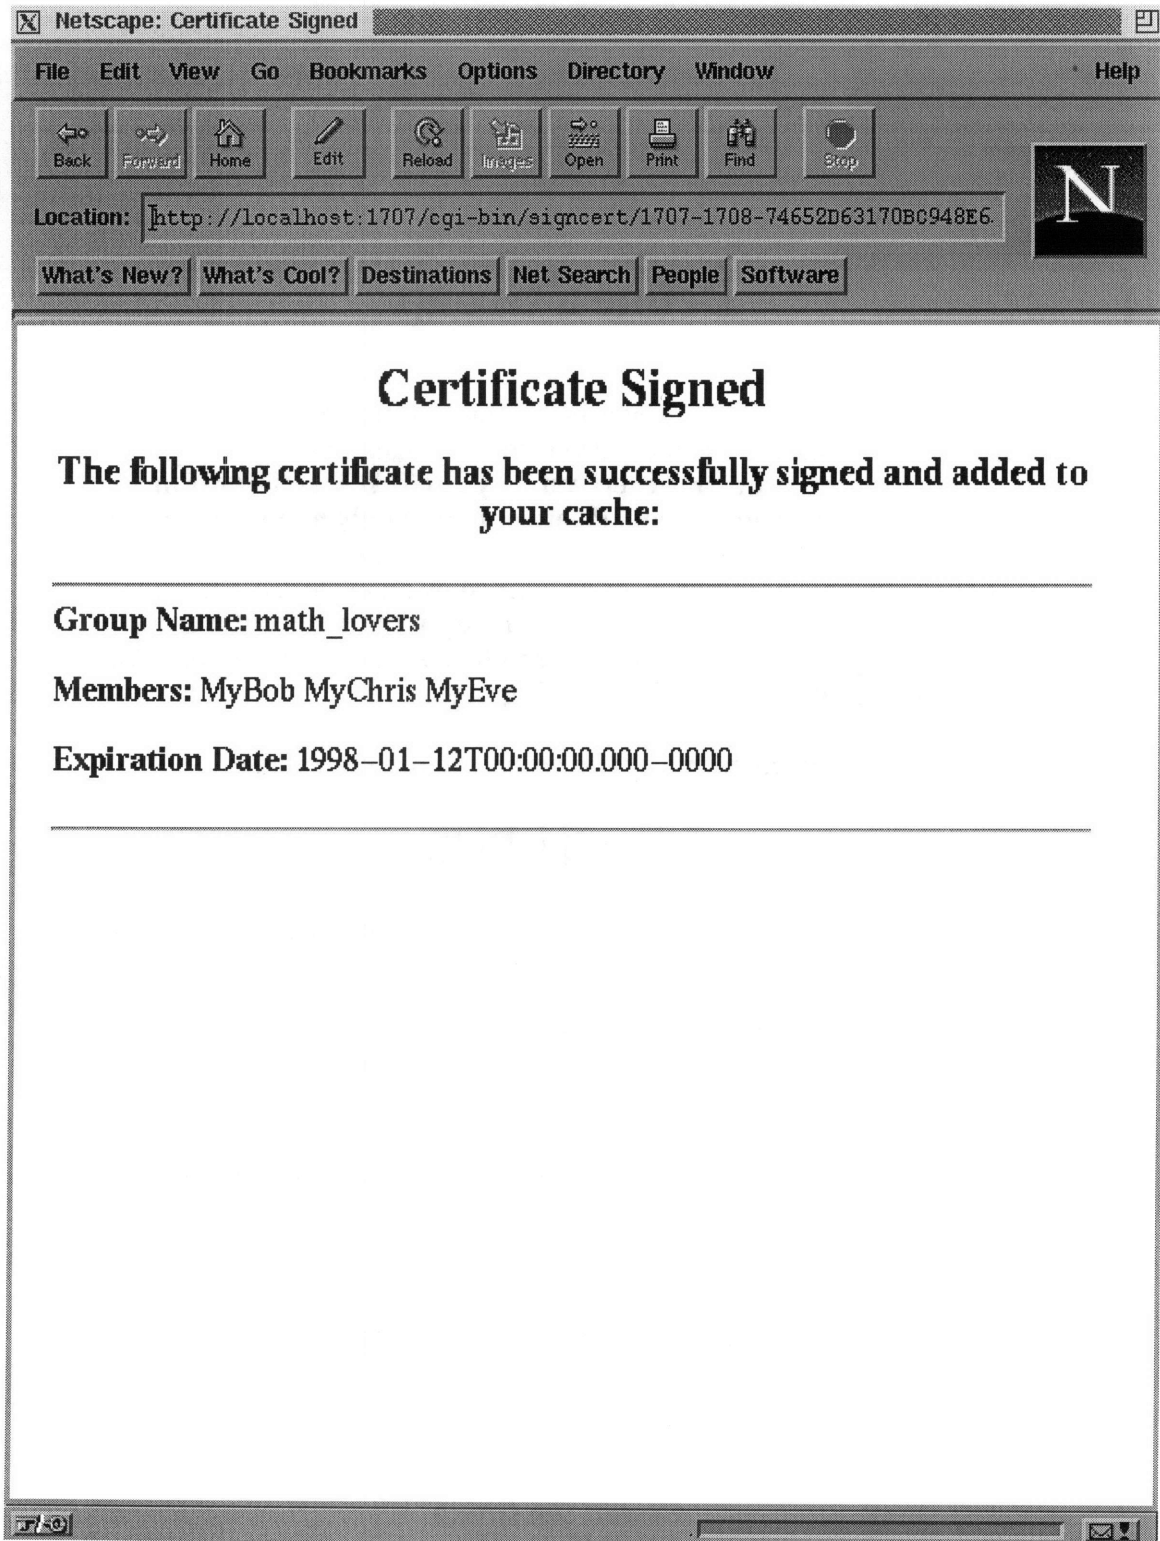 Netscape: Certificate Signed
File Edit View Go Bookmarks Options Directory Window Help
Back Forward Home Edit Reload Images Open Print Find Stop
N
Location: http://localhost:1707/cgi-bin/signcert/1707-1708-74652D63170BC948E6
What's New? What's Cool? Destinations Net Search People Software
Certificate Signed
The following certificate has been successfully signed and added to
your cache:
Group Name: math_lovers
Members: MyBob MyChris MyEve
Expiration Date: 1998–01–12T00:00:00.000–0000